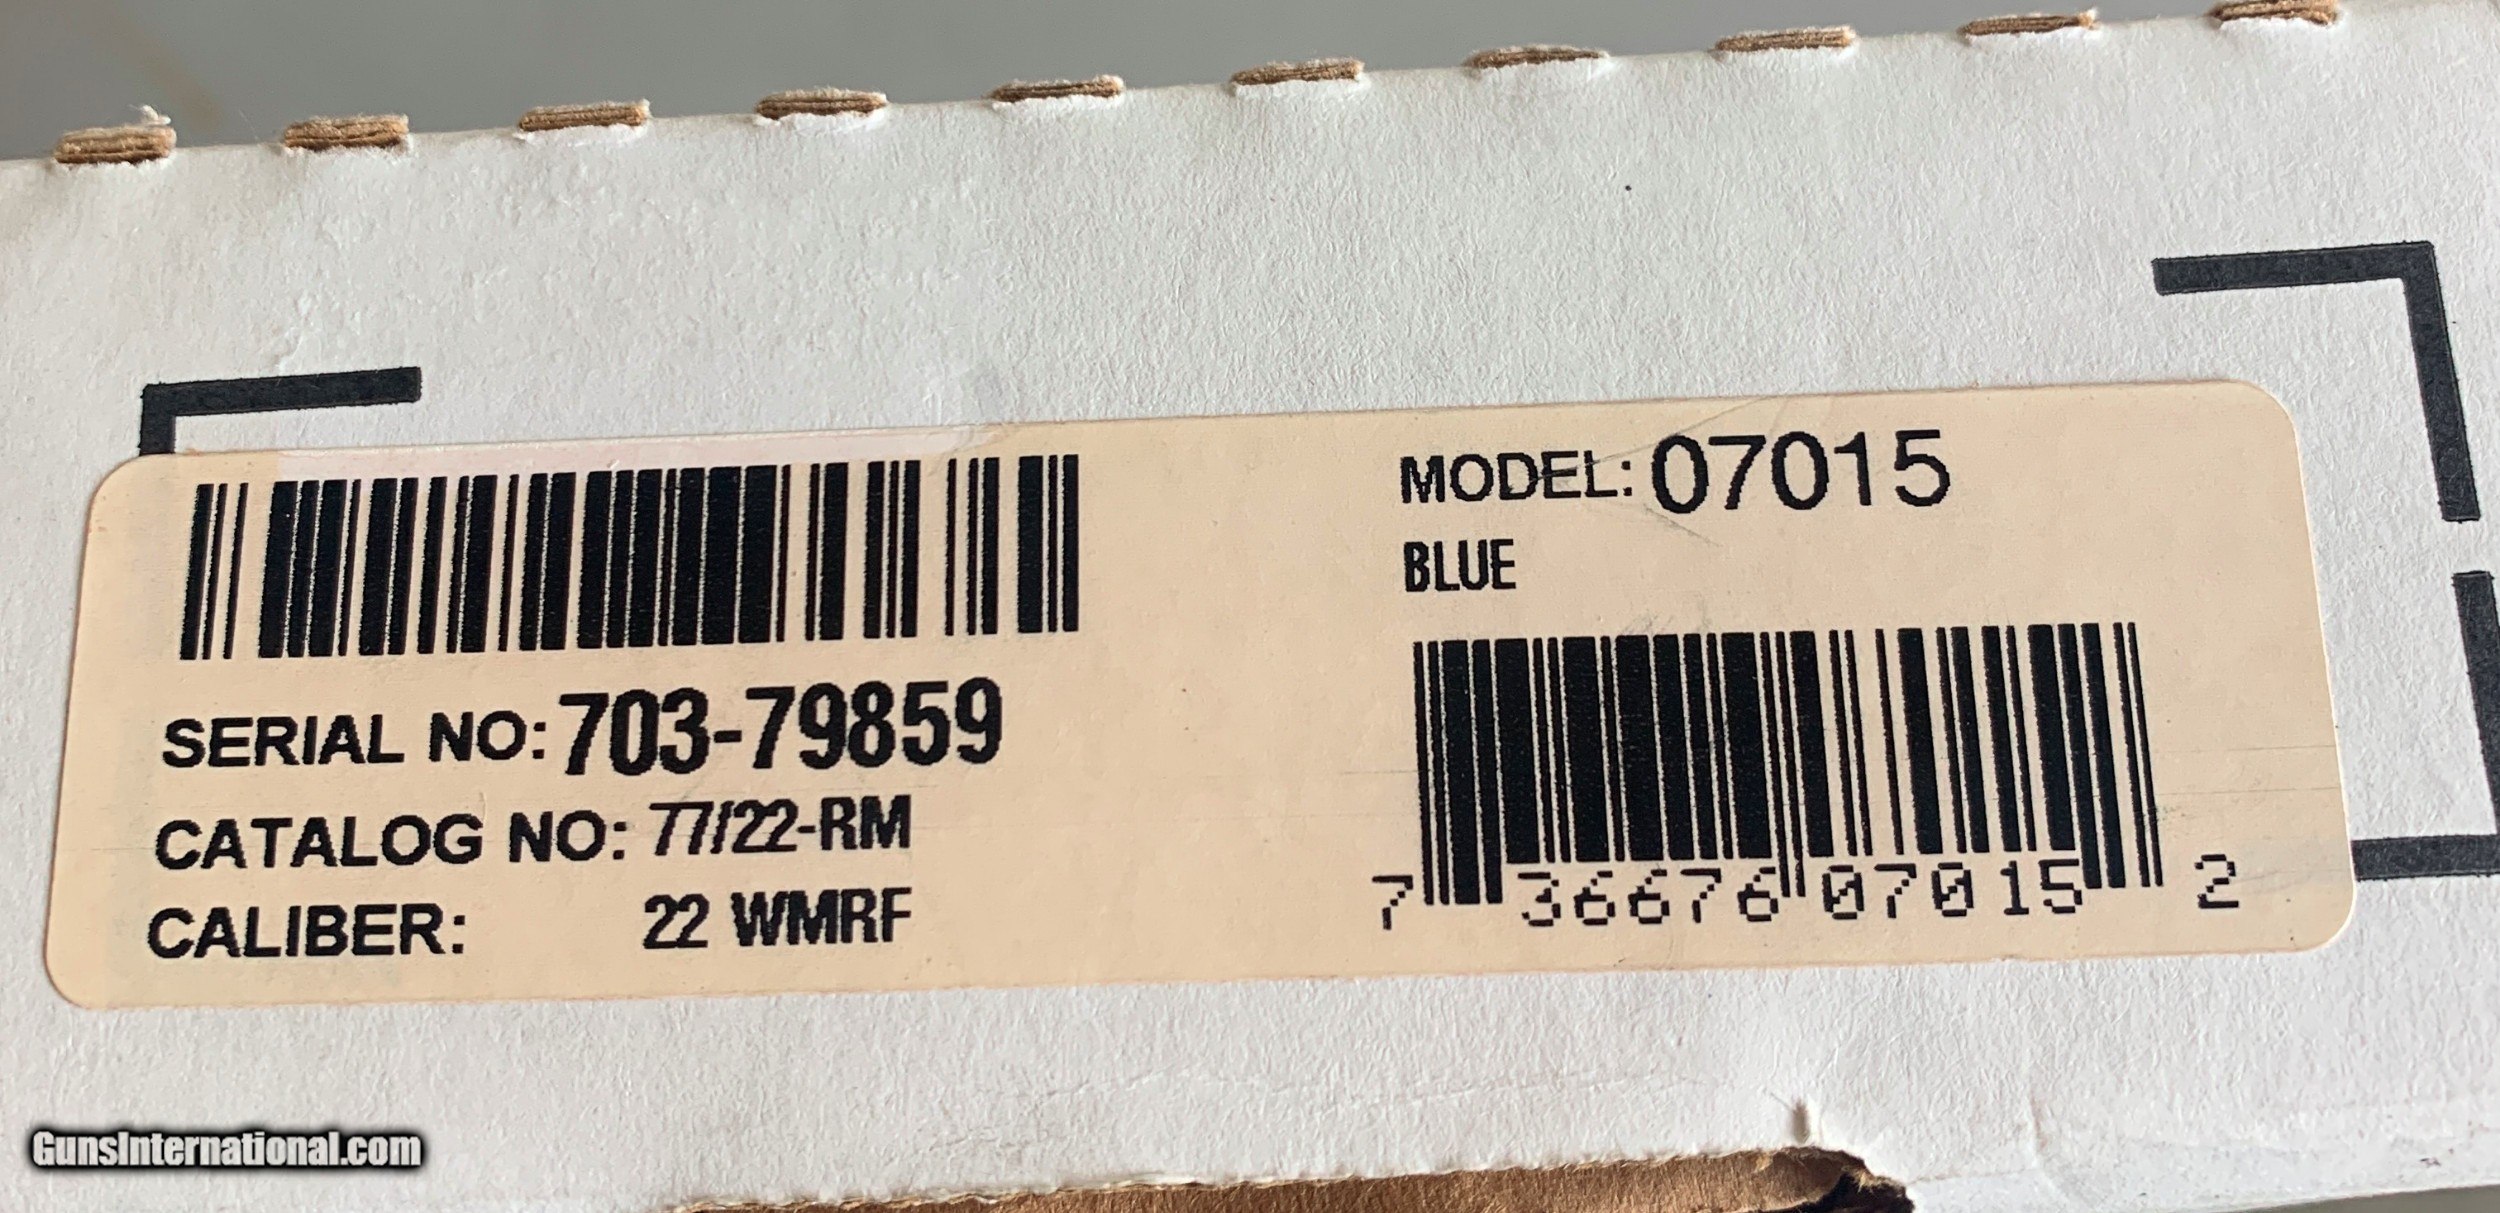 SERIAL NO: 703-79859
CATALOG NO: 77/22-RM
CALIBER: 22 WMRF
MODEL: 07015
BLUE
7 36676 07015 2
GunsInternational.com